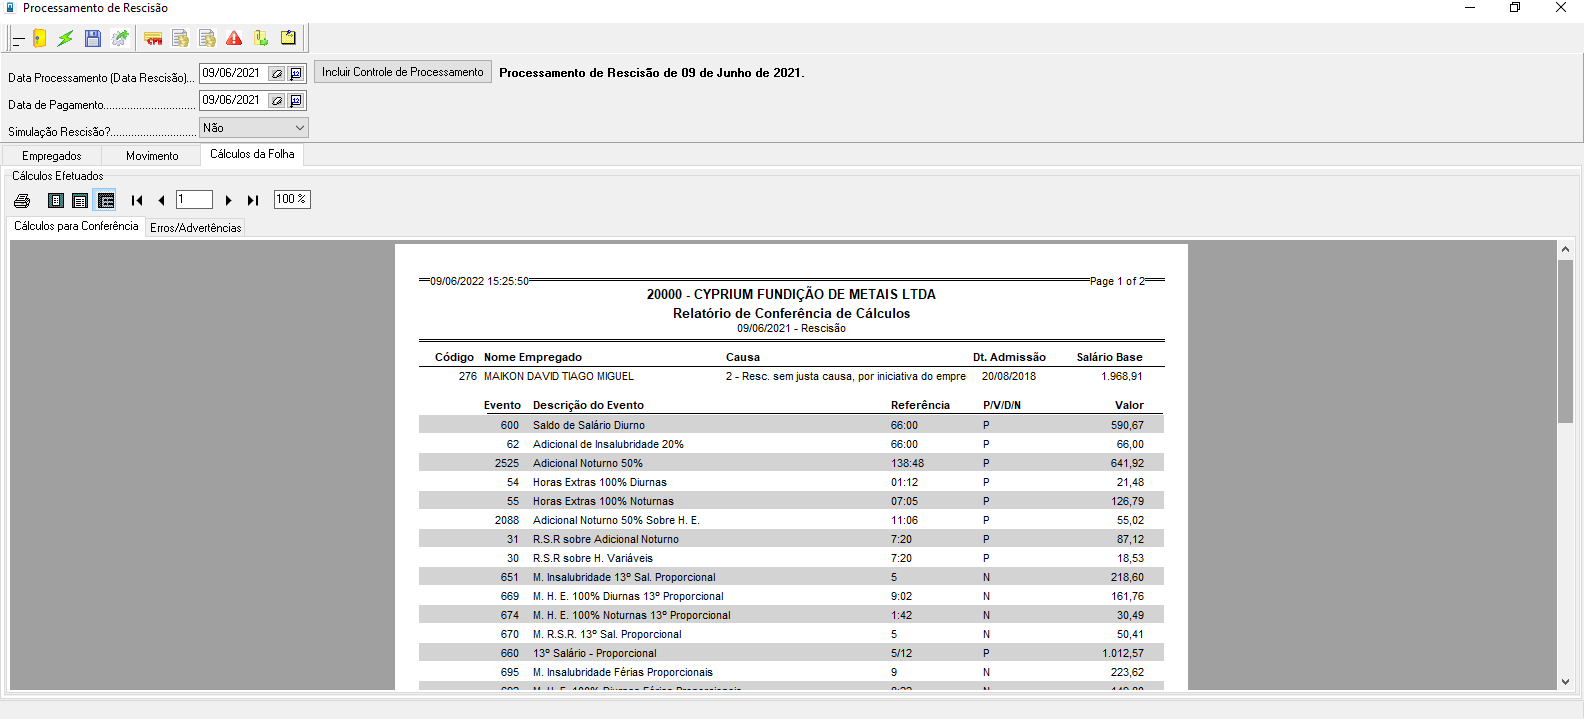 Processamento de Rescisão
CPR
Data Processamento (Data Rescisão)... 09/06/2021 Incluir Controle de Processamento Processamento de Rescisão de 09 de Junho de 2021.
Data de Pagamento............................... 09/06/2021
Simulação Rescisão?............................. Não
Empregados Movimento Cálculos da Folha
Cálculos Efetuados
1 100 %
Cálculos para Conferência Erros/Advertências
09/06/2022 15:25:50 Page 1 of 2
20000 - CYPRIUM FUNDIÇÃO DE METAIS LTDA
Relatório de Conferência de Cálculos
09/06/2021 - Rescisão
Código Nome Empregado Causa Dt. Admissão Salário Base
276 MAIKON DAVID TIAGO MIGUEL 2 - Resc. sem justa causa, por iniciativa do empre 20/08/2018 1.968,91
Evento Descrição do Evento Referência P/V/D/N Valor
600 Saldo de Salário Diurno 66:00 P 590,67
62 Adicional de Insalubridade 20% 66:00 P 66,00
2525 Adicional Noturno 50% 138:48 P 641,92
54 Horas Extras 100% Diurnas 01:12 P 21,48
55 Horas Extras 100% Noturnas 07:05 P 126,79
2088 Adicional Noturno 50% Sobre H. E. 11:06 P 55,02
31 R.S.R sobre Adicional Noturno 7:20 P 87,12
30 R.S.R sobre H. Variáveis 7:20 P 18,53
651 M. Insalubridade 13º Sal. Proporcional 5 N 218,60
669 M. H. E. 100% Diurnas 13º Proporcional 9:02 N 161,76
674 M. H. E. 100% Noturnas 13º Proporcional 1:42 N 30,49
670 M. R.S.R. 13º Sal. Proporcional 5 N 50,41
660 13º Salário - Proporcional 5/12 P 1.012,57
695 M. Insalubridade Férias Proporcionais 9 N 223,62
M. H. E. 100% Diurnas Férias Proporcionais N